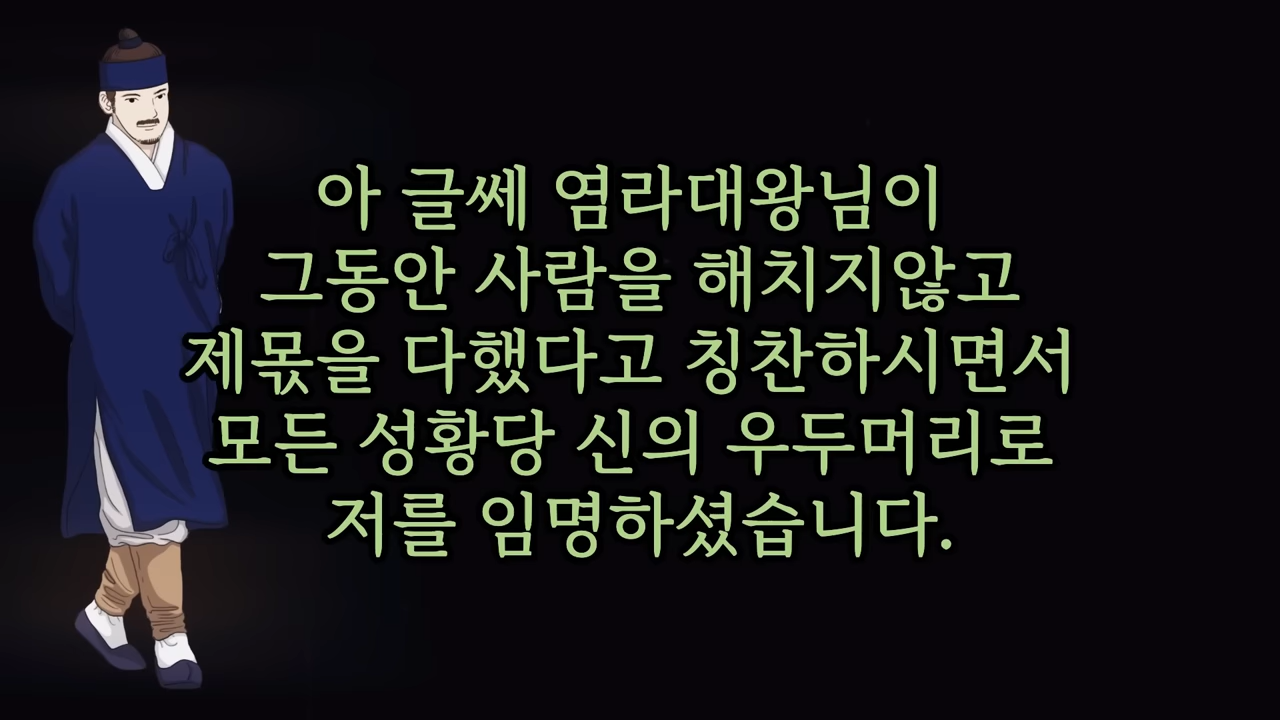 아 글쎄 염라대왕님이
그동안 사람을 해치지않고
제몫을 다했다고 칭찬하시면서
모든 성황당 신의 우두머리로
저를 임명하셨습니다.